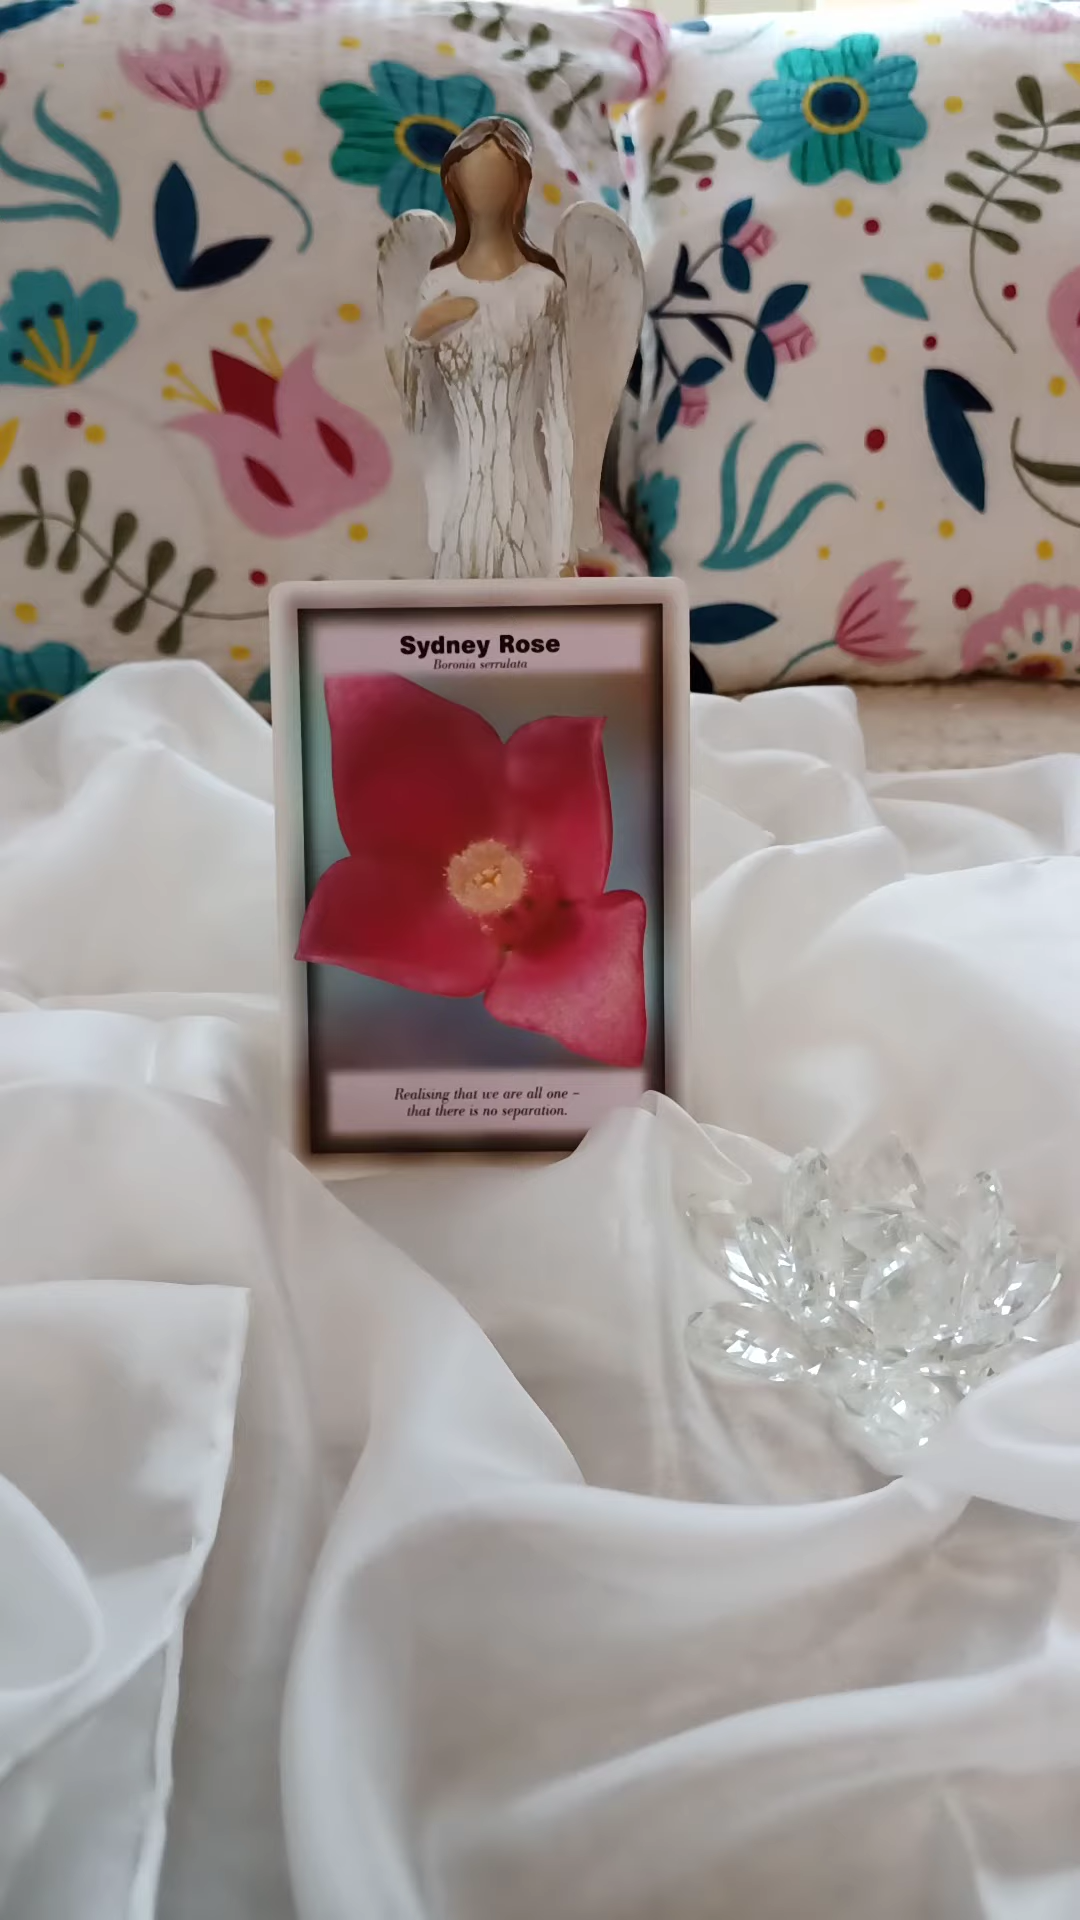 Sydney Rose
Boronia serrulata
Realising that we are all one –
that there is no separation.